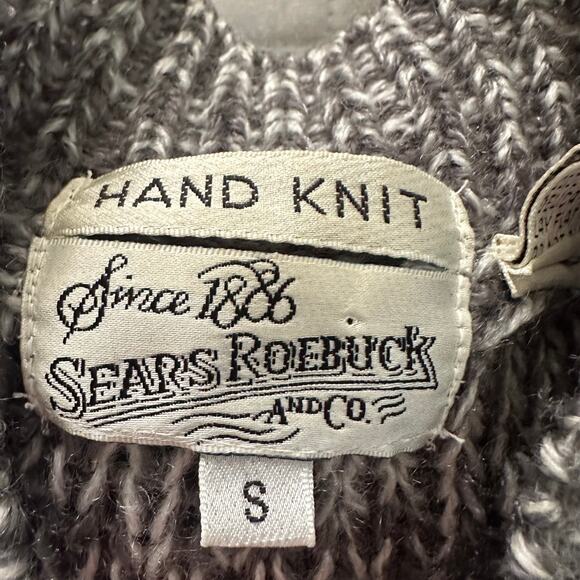 HAND KNIT
Since 1886
SEARS ROEBUCK
AND CO.
S